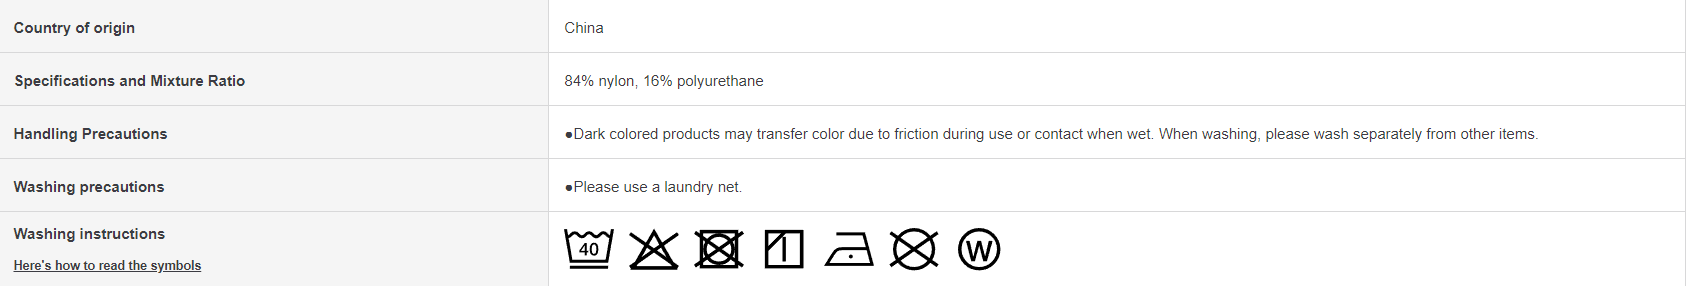 Country of origin
China
Specifications and Mixture Ratio
84% nylon, 16% polyurethane
Handling Precautions
●Dark colored products may transfer color due to friction during use or contact when wet. When washing, please wash separately from other items.
Washing precautions
●Please use a laundry net.
Washing instructions
Here's how to read the symbols
40
W